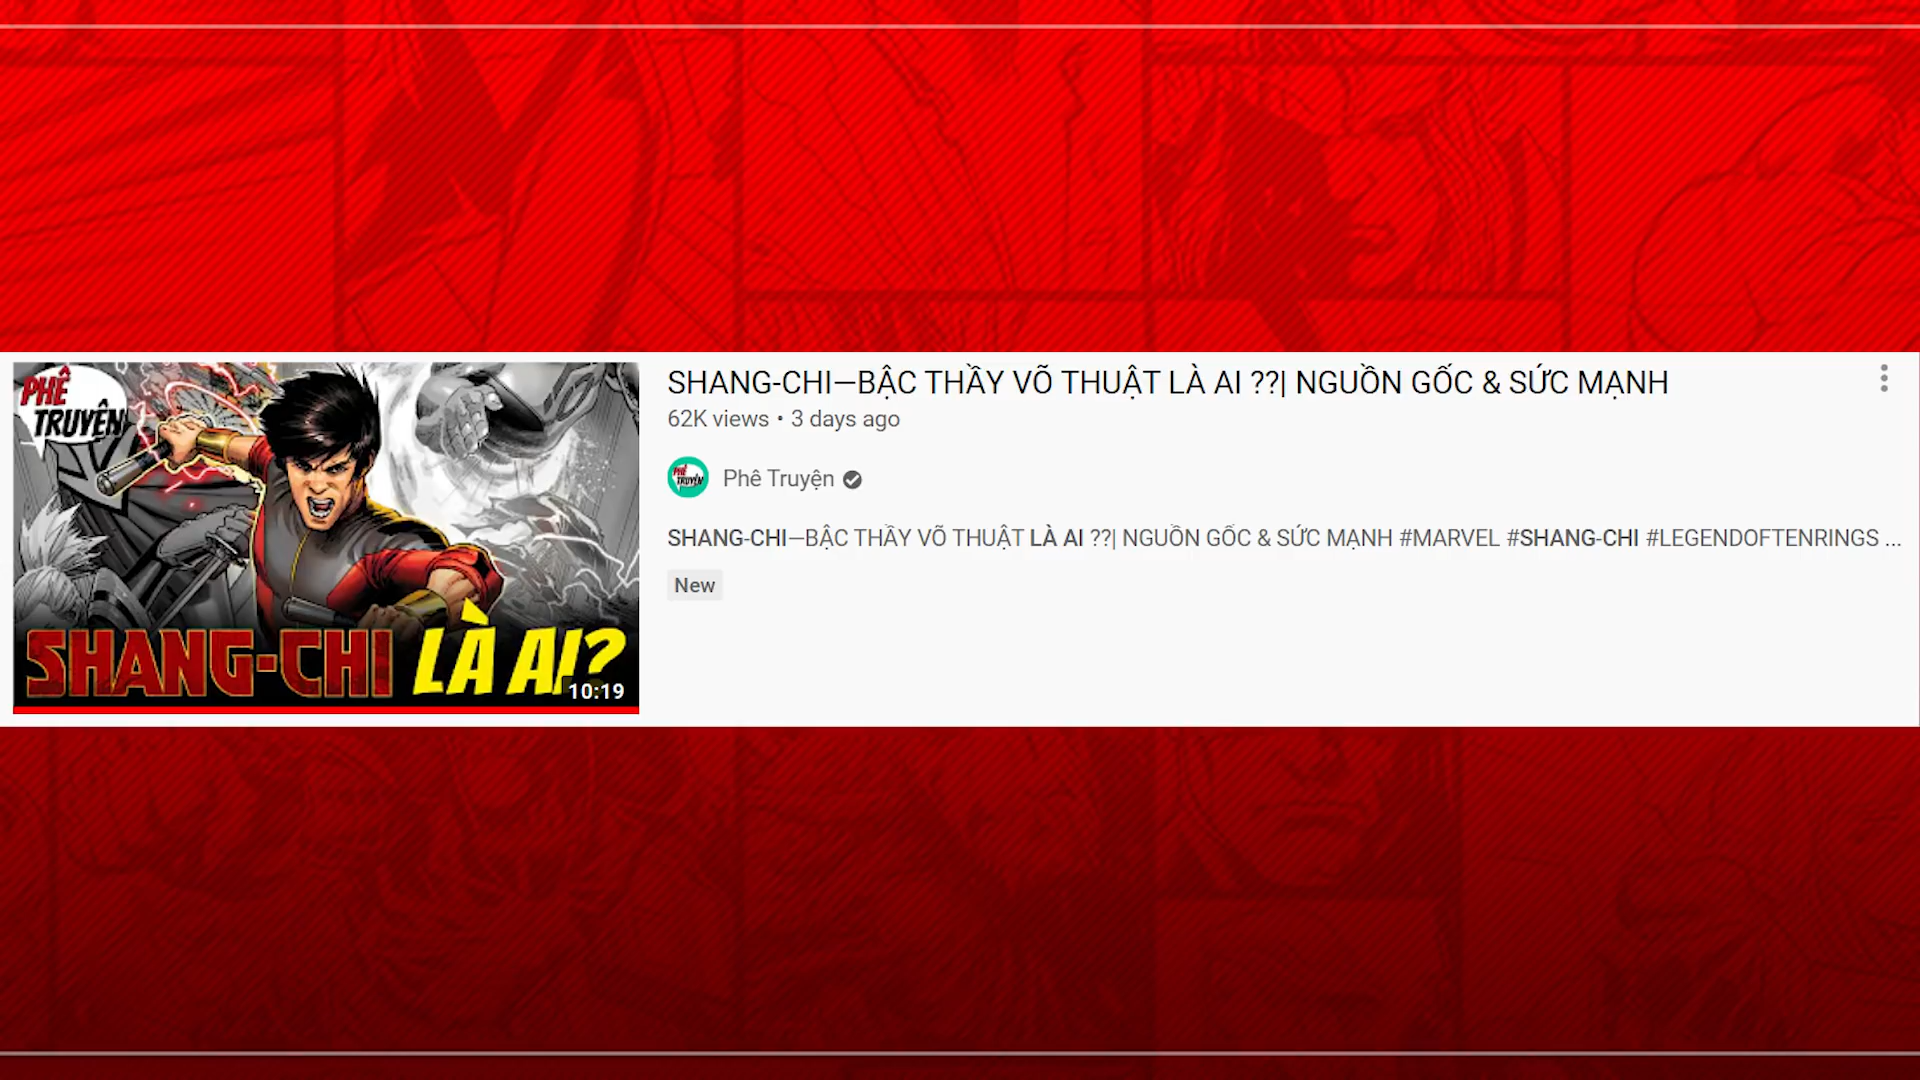 PHÊ
TRUYỆN
SHANG-CHI LÀ AI?
10:19
SHANG-CHI—BẬC THẦY VÕ THUẬT LÀ AI ??| NGUỒN GỐC & SỨC MẠNH
62K views • 3 days ago
PHÊ
TRUYỆN
Phê Truyện
SHANG-CHI—BẬC THẦY VÕ THUẬT LÀ AI ??| NGUỒN GỐC & SỨC MẠNH #MARVEL #SHANG-CHI #LEGENDOFTENRINGS ...
New